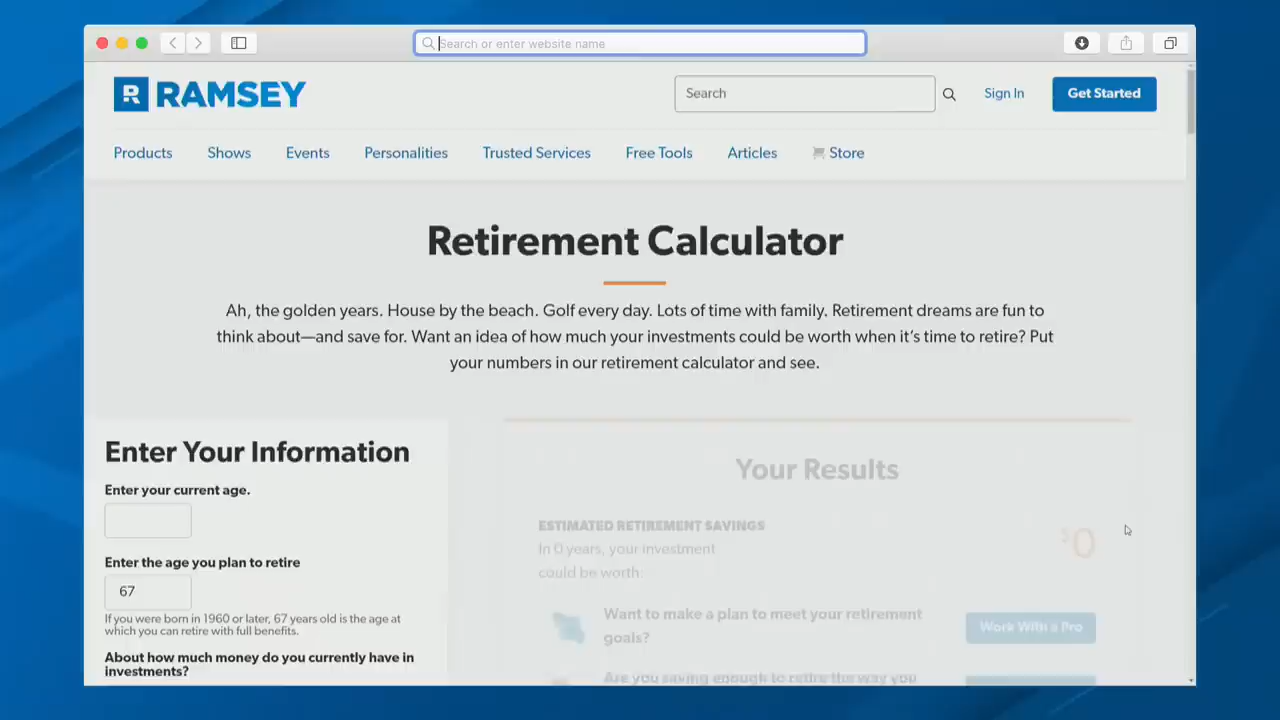 Search or enter website name
RAMSEY
Search
Sign In
Get Started
Products
Shows
Events
Personalities
Trusted Services
Free Tools
Articles
Store
Retirement Calculator
Ah, the golden years. House by the beach. Golf every day. Lots of time with family. Retirement dreams are fun to
think about—and save for. Want an idea of how much your investments could be worth when it's time to retire? Put
your numbers in our retirement calculator and see.
Enter Your Information
Enter your current age.
Enter the age you plan to retire
67
If you were born in 1960 or later, 67 years old is the age at
which you can retire with full benefits.
About how much money do you currently have in
investments?
Your Results
ESTIMATED RETIREMENT SAVINGS
In 0 years, your investment
could be worth:
$0
Want to make a plan to meet your retirement
goals?
Work With a Pro
Are you saving enough to retire the way you